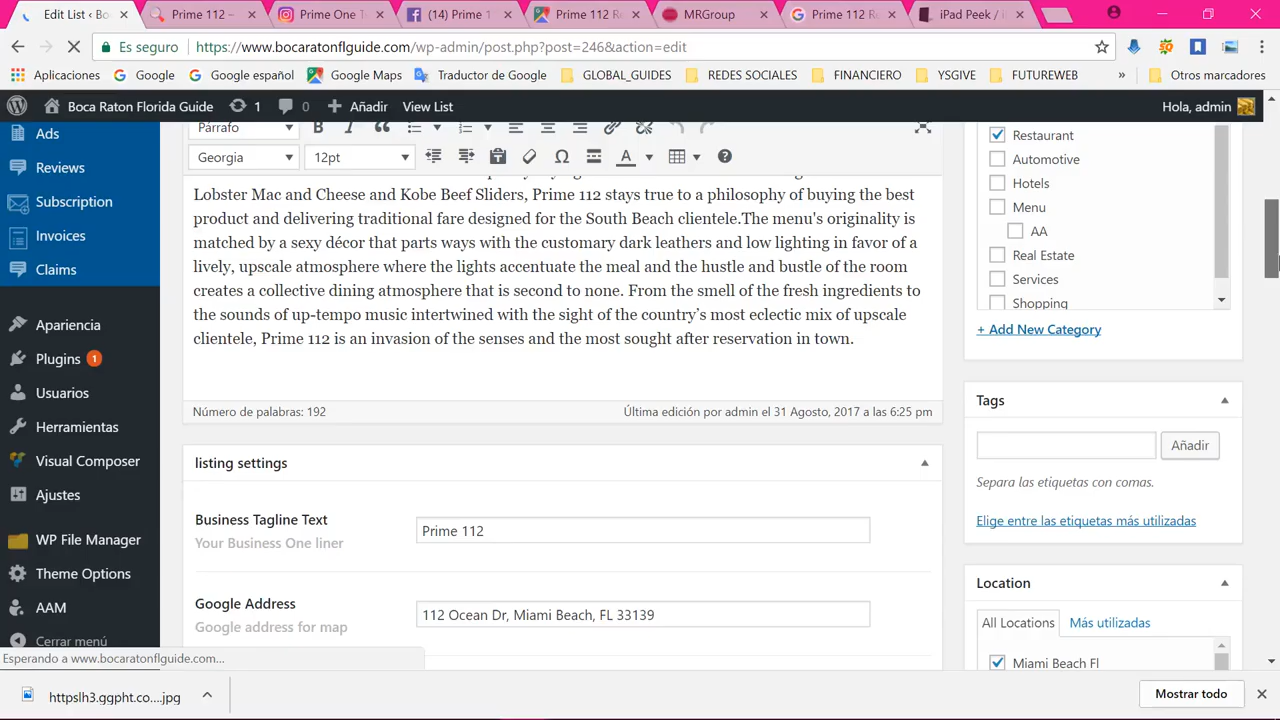 Edit List ‹ Boc
Prime 112 –
Prime One T
(14) Prime 1
Prime 112 R
MRGroup
Prime 112 R
iPad Peek / i
Es seguro
https://www.bocaratonflguide.com/wp-admin/post.php?post=246&action=edit
Aplicaciones
Google
Google español
Google Maps
Traductor de Google
GLOBAL_GUIDES
REDES SOCIALES
FINANCIERO
YSGIVE
FUTUREWEB
»
Otros marcadores
Boca Raton Florida Guide
1
0
Añadir
View List
Hola, admin
Ads
Reviews
Subscription
Invoices
Claims
Apariencia
Plugins 1
Usuarios
Herramientas
Visual Composer
Ajustes
WP File Manager
Theme Options
AAM
Cerrar menú
Párrafo
Georgia
12pt
Lobster Mac and Cheese and Kobe Beef Sliders, Prime 112 stays true to a philosophy of buying the best
product and delivering traditional fare designed for the South Beach clientele.The menu's originality is
matched by a sexy décor that parts ways with the customary dark leathers and low lighting in favor of a
lively, upscale atmosphere where the lights accentuate the meal and the hustle and bustle of the room
creates a collective dining atmosphere that is second to none. From the smell of the fresh ingredients to
the sounds of up-tempo music intertwined with the sight of the country's most eclectic mix of upscale
clientele, Prime 112 is an invasion of the senses and the most sought after reservation in town.
Número de palabras: 192
Última edición por admin el 31 Agosto, 2017 a las 6:25 pm
listing settings
Business Tagline Text
Your Business One liner
Prime 112
Google Address
Google address for map
112 Ocean Dr, Miami Beach, FL 33139
Restaurant
Automotive
Hotels
Menu
AA
Real Estate
Services
Shopping
+ Add New Category
Tags
Añadir
Separa las etiquetas con comas.
Elige entre las etiquetas más utilizadas
Location
All Locations
Más utilizadas
Miami Beach Fl
Esperando a www.bocaratonflguide.com...
httpslh3.ggpht.co....jpg
Mostrar todo